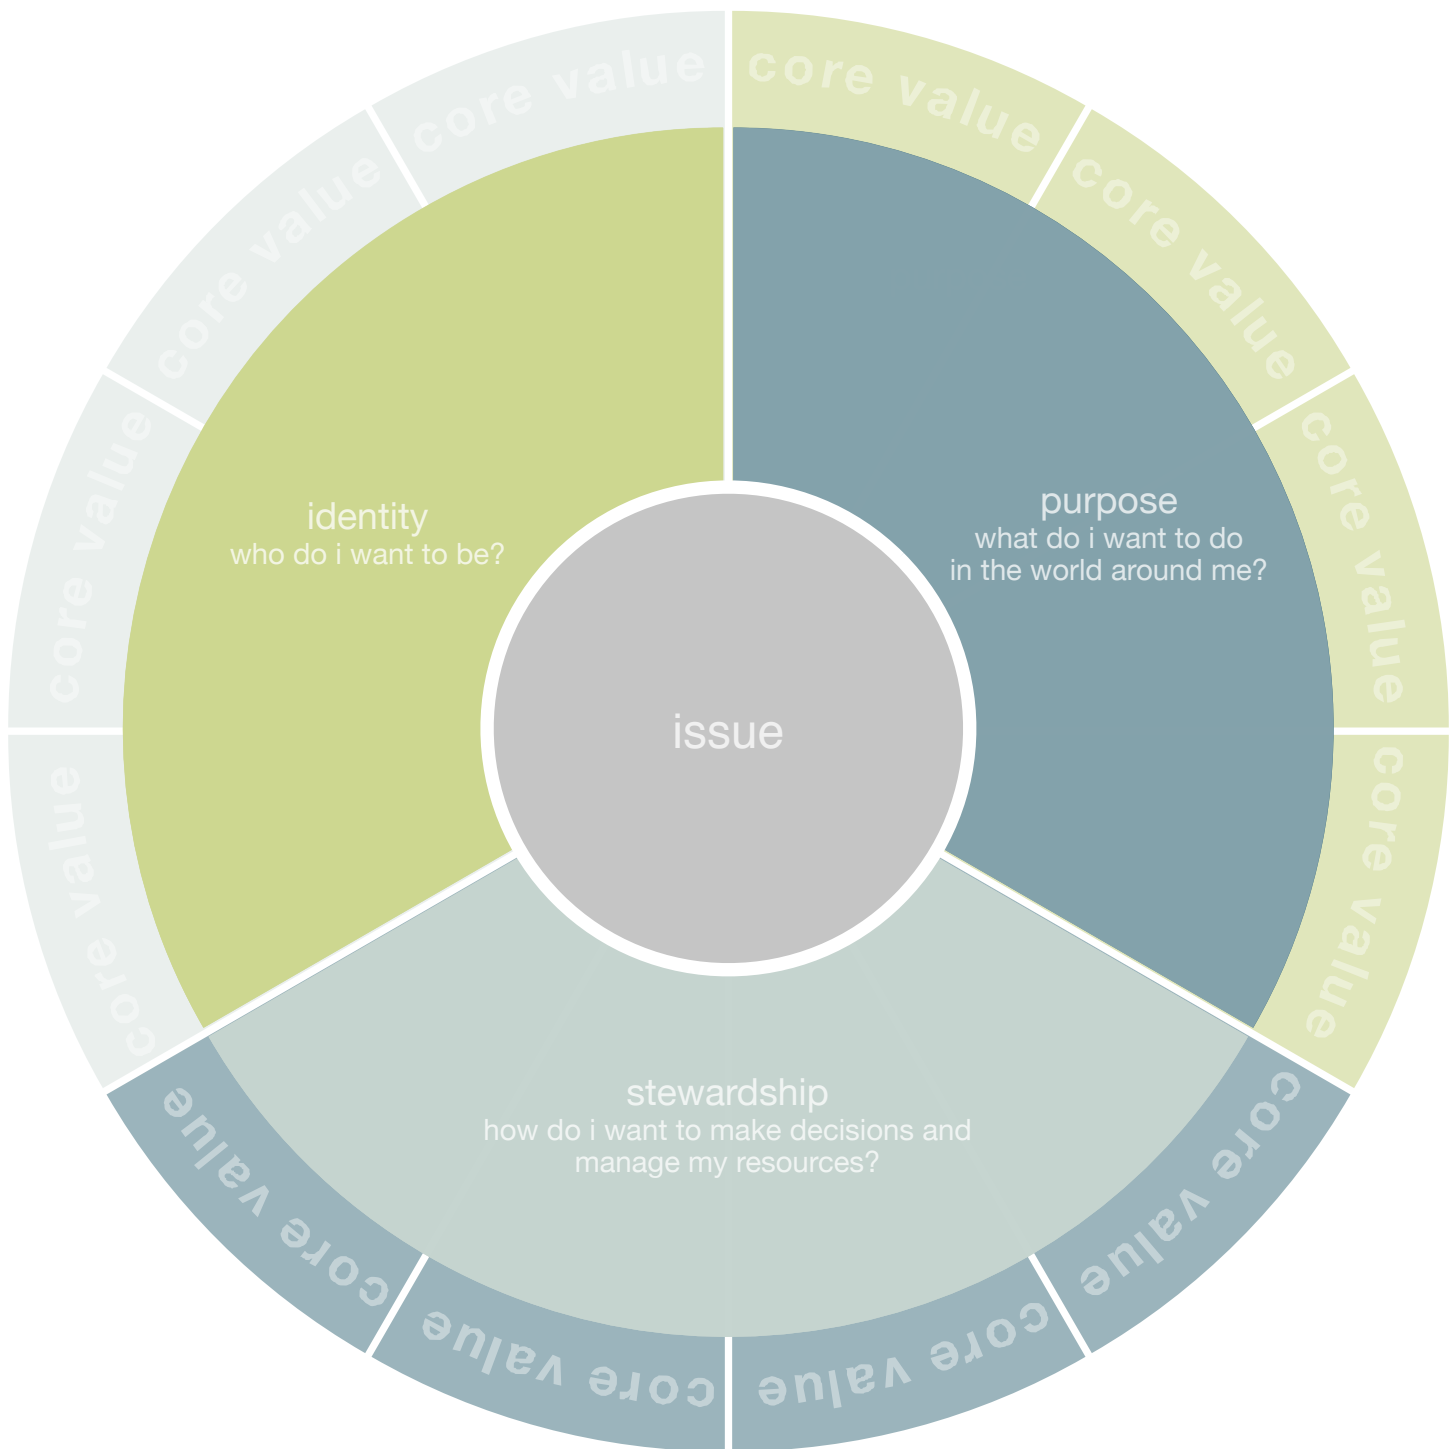 core value
core value
core value
core value
core value
core value
core value
core value
core value
core value
core value
core value
identity
who do i want to be?
purpose
what do i want to do
in the world around me?
issue
stewardship
how do i want to make decisions and
manage my resources?